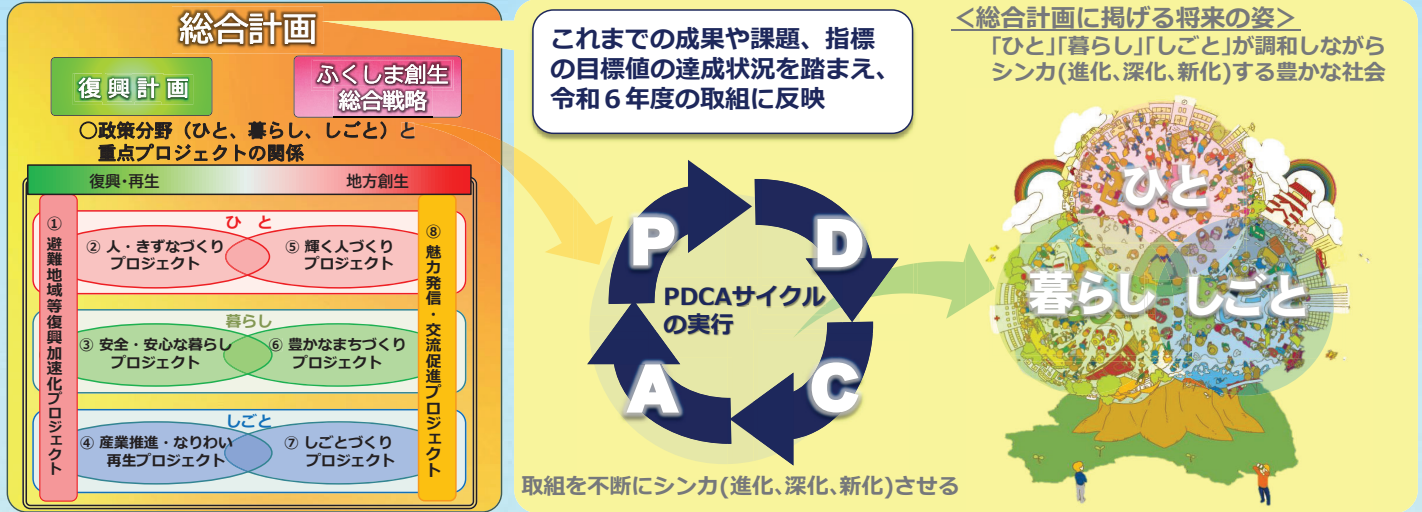 総合計画
復興計画
ふくしま創生
総合戦略
○政策分野（ひと、暮らし、しごと）と
重点プロジェクトの関係
復興･再生
地方創生
①避難地域等復興加速化プロジェクト
ひと
② 人・きずなづくり
プロジェクト
⑤ 輝く人づくり
プロジェクト
暮らし
③ 安全・安心な暮らし
プロジェクト
⑥ 豊かなまちづくり
プロジェクト
しごと
④ 産業推進・なりわい
再生プロジェクト
⑦ しごとづくり
プロジェクト
⑧魅力発信・交流促進プロジェクト
これまでの成果や課題、指標
の目標値の達成状況を踏まえ、
令和６年度の取組に反映
P
D
PDCAサイクル
の実行
A
C
取組を不断にシンカ(進化､深化､新化)させる
＜総合計画に掲げる将来の姿＞
｢ひと｣｢暮らし｣｢しごと｣が調和しながら
シンカ(進化､深化､新化)する豊かな社会
ひと
暮らし
しごと